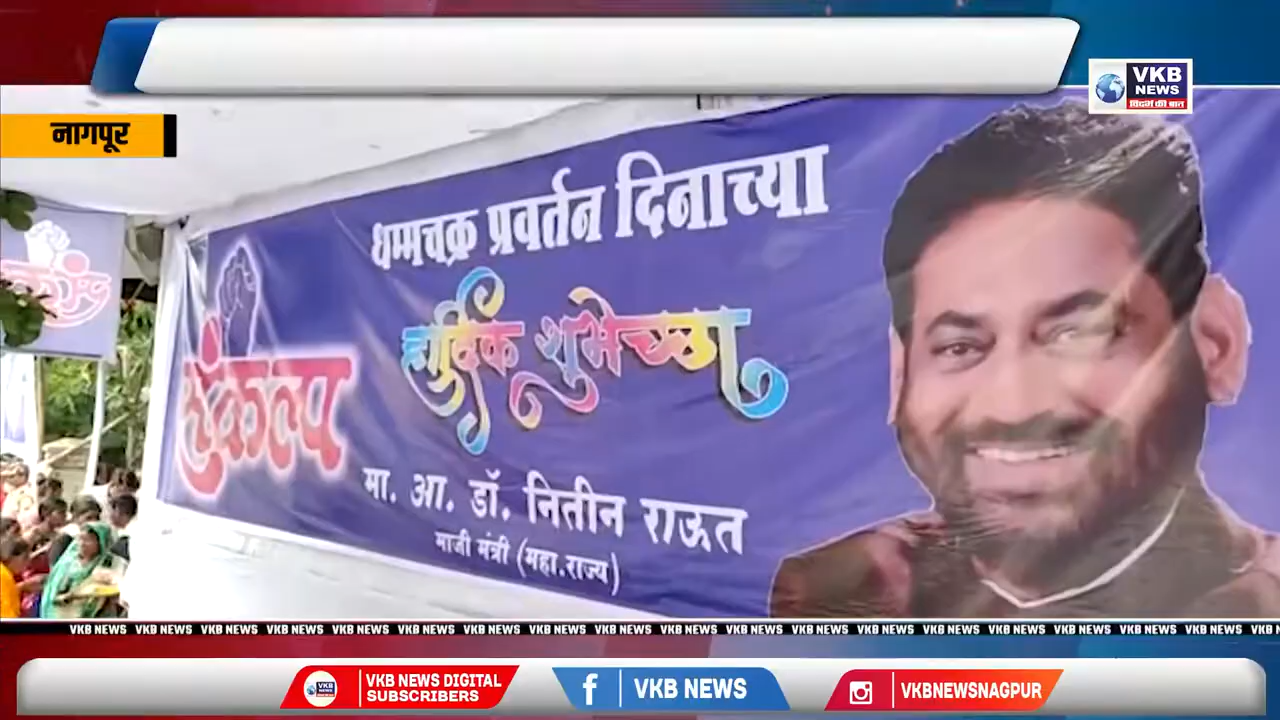 VKB
NEWS
विदर्भ की बात
नागपूर
धम्मचक्र प्रवर्तन दिनाच्या
हार्दिक शुभेच्छा
संकल्प
मा. आ. डॉ. नितीन राऊत
माजी मंत्री (महा.राज्य)
VKB NEWS VKB NEWS VKB NEWS VKB NEWS VKB NEWS VKB NEWS VKB NEWS VKB NEWS VKB NEWS VKB NEWS VKB NEWS VKB NEWS VKB NEWS VKB NEWS VKB NEWS VKB NEWS VKB NEWS VKB NEWS
VKB NEWS DIGITAL
SUBSCRIBERS
VKB NEWS
VKBNEWSNAGPUR